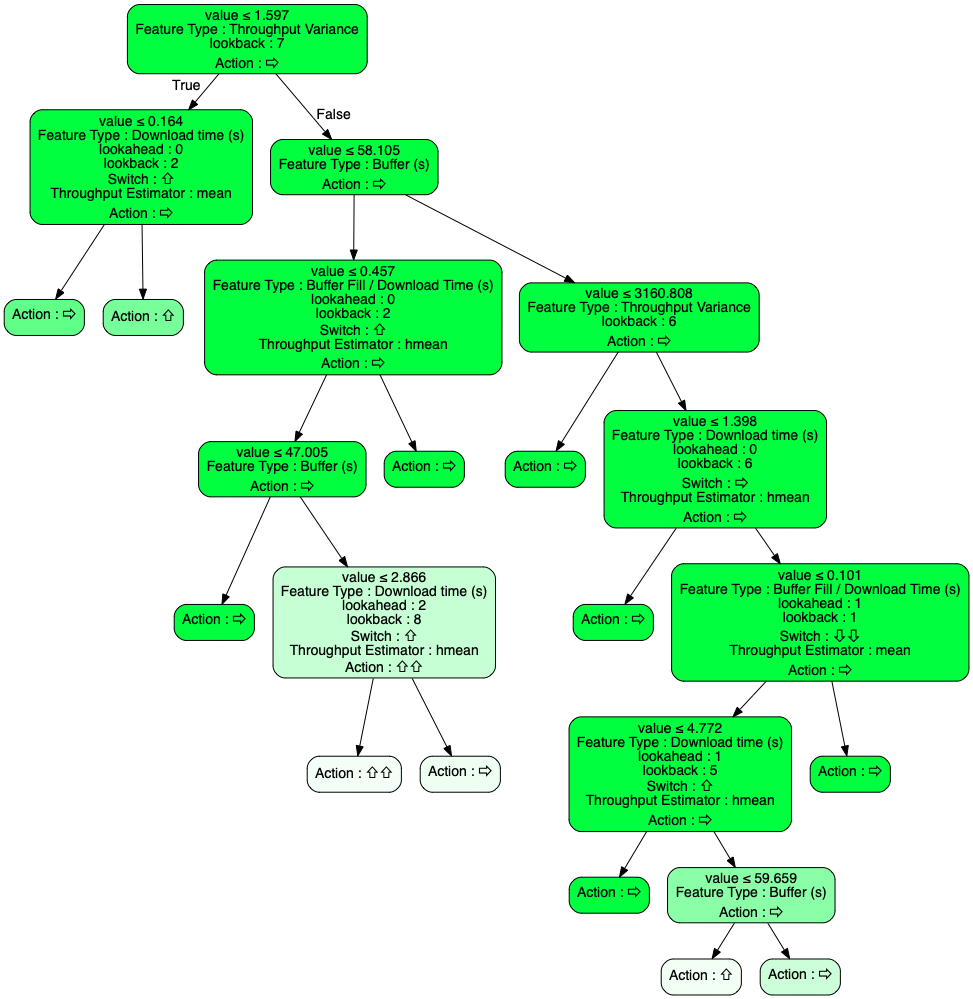 value ≤ 1.597
Feature Type : Throughput Variance
lookback : 7
Action : ⇨
True
False
value ≤ 0.164
Feature Type : Download time (s)
lookahead : 0
lookback : 2
Switch : ⇧
Throughput Estimator : mean
Action : ⇨
value ≤ 58.105
Feature Type : Buffer (s)
Action : ⇨
Action : ⇨
Action : ⇧
value ≤ 0.457
Feature Type : Buffer Fill / Download Time (s)
lookahead : 0
lookback : 2
Switch : ⇧
Throughput Estimator : hmean
Action : ⇨
value ≤ 3160.808
Feature Type : Throughput Variance
lookback : 6
Action : ⇨
value ≤ 47.005
Feature Type : Buffer (s)
Action : ⇨
Action : ⇨
Action : ⇨
value ≤ 1.398
Feature Type : Download time (s)
lookahead : 0
lookback : 6
Switch : ⇨
Throughput Estimator : hmean
Action : ⇨
Action : ⇨
value ≤ 2.866
Feature Type : Download time (s)
lookahead : 2
lookback : 8
Switch : ⇧
Throughput Estimator : hmean
Action : ⇧⇧
Action : ⇨
value ≤ 0.101
Feature Type : Buffer Fill / Download Time (s)
lookahead : 1
lookback : 1
Switch : ⇩⇩
Throughput Estimator : mean
Action : ⇨
Action : ⇧⇧
Action : ⇨
value ≤ 4.772
Feature Type : Download time (s)
lookahead : 1
lookback : 5
Switch : ⇧
Throughput Estimator : hmean
Action : ⇨
Action : ⇨
Action : ⇨
value ≤ 59.659
Feature Type : Buffer (s)
Action : ⇨
Action : ⇧
Action : ⇨